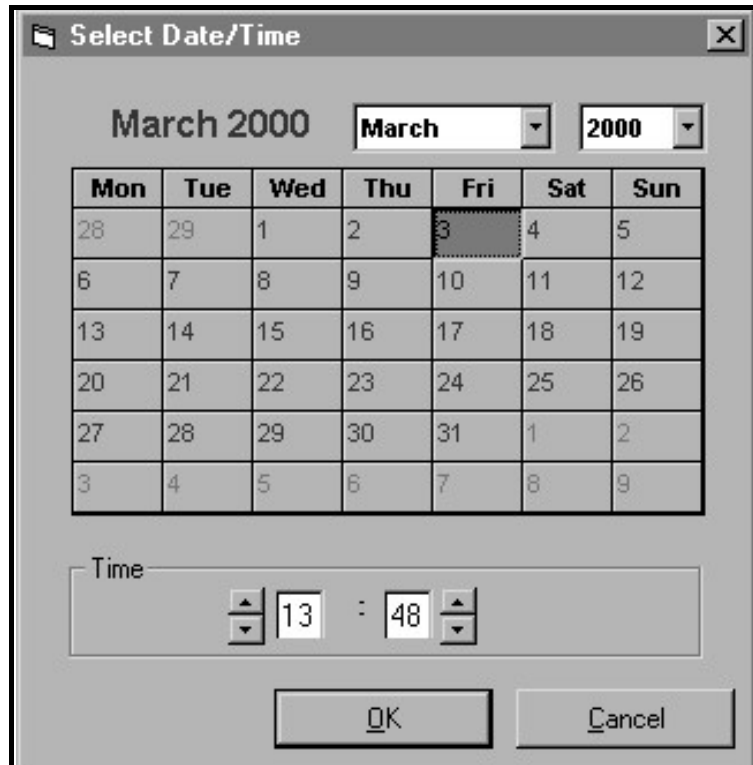 Select Date/Time
March 2000 March 2000
Mon Tue Wed Thu Fri Sat Sun
28 29 1 2 3 4 5
6 7 8 9 10 11 12
13 14 15 16 17 18 19
20 21 22 23 24 25 26
27 28 29 30 31 1 2
3 4 5 6 7 8 9
Time
13 : 48
OK Cancel